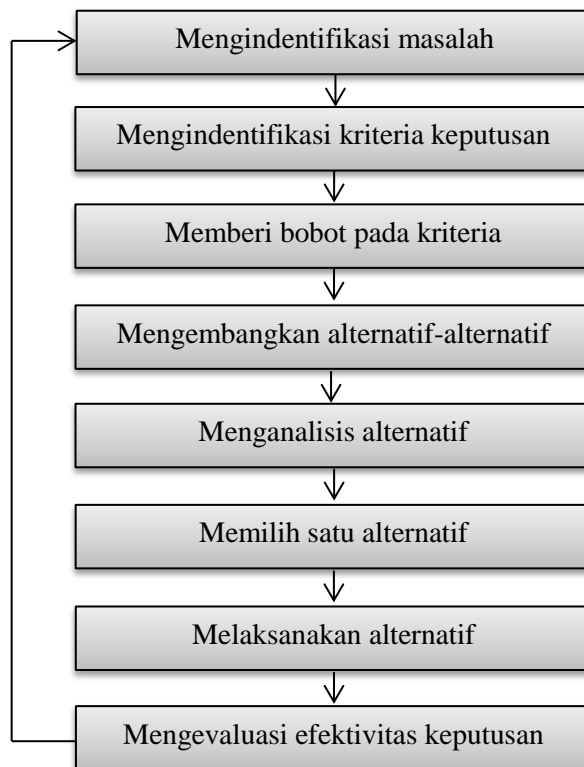 Mengindentifikasi masalah
Mengindentifikasi kriteria keputusan
Memberi bobot pada kriteria
Mengembangkan alternatif-alternatif
Menganalisis alternatif
Memilih satu alternatif
Melaksanakan alternatif
Mengevaluasi efektivitas keputusan